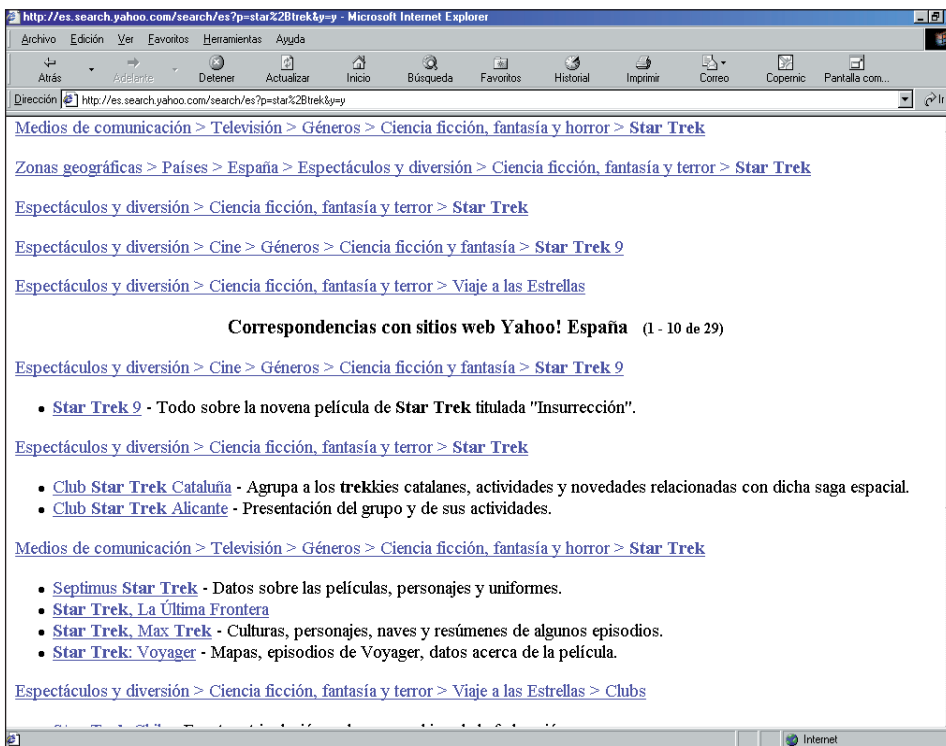 http://es.search.yahoo.com/search/es?p=star%2Btrek&y=y - Microsoft Internet Explorer
Archivo Edición Ver Favoritos Herramientas Ayuda
Atrás Adelante Detener Actualizar Inicio Búsqueda Favoritos Historial Imprimir Correo Copernic Pantalla com...
Dirección http://es.search.yahoo.com/search/es?p=star%2Btrek&y=y Ir
Medios de comunicación > Televisión > Géneros > Ciencia ficción, fantasía y horror > Star Trek
Zonas geográficas > Países > España > Espectáculos y diversión > Ciencia ficción, fantasía y terror > Star Trek
Espectáculos y diversión > Ciencia ficción, fantasía y terror > Star Trek
Espectáculos y diversión > Cine > Géneros > Ciencia ficción y fantasía > Star Trek 9
Espectáculos y diversión > Ciencia ficción, fantasía y terror > Viaje a las Estrellas
Correspondencias con sitios web Yahoo! España (1 - 10 de 29)
Espectáculos y diversión > Cine > Géneros > Ciencia ficción y fantasía > Star Trek 9
• Star Trek 9 - Todo sobre la novena película de Star Trek titulada "Insurrección".
Espectáculos y diversión > Ciencia ficción, fantasía y terror > Star Trek
• Club Star Trek Cataluña - Agrupa a los trekkies catalanes, actividades y novedades relacionadas con dicha saga espacial.
• Club Star Trek Alicante - Presentación del grupo y de sus actividades.
Medios de comunicación > Televisión > Géneros > Ciencia ficción, fantasía y horror > Star Trek
• Septimus Star Trek - Datos sobre las películas, personajes y uniformes.
• Star Trek, La Última Frontera
• Star Trek, Max Trek - Culturas, personajes, naves y resúmenes de algunos episodios.
• Star Trek: Voyager - Mapas, episodios de Voyager, datos acerca de la película.
Espectáculos y diversión > Ciencia ficción, fantasía y terror > Viaje a las Estrellas > Clubs
Internet